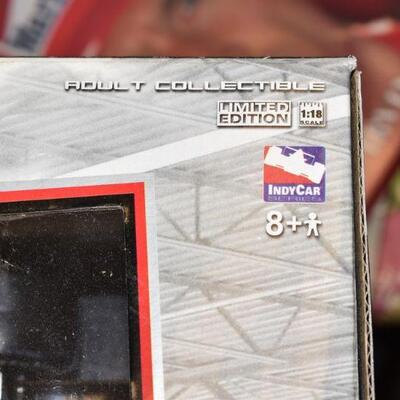 ADULT COLLECTIBLE
LIMITED
EDITION
1:18
SCALE
INDYCAR
8+